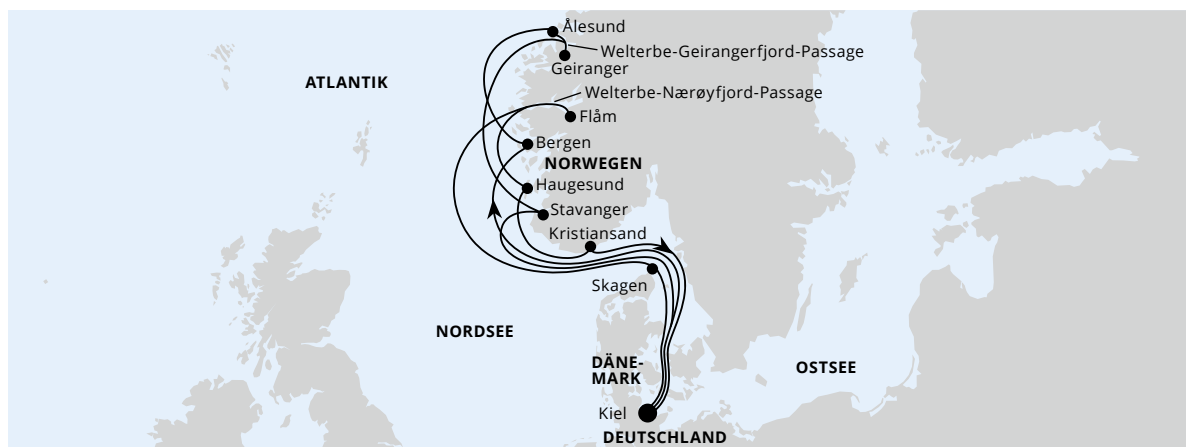 Ålesund
Welterbe-Geirangerfjord-Passage
Geiranger
ATLANTIK
Welterbe-Nærøyfjord-Passage
Flåm
Bergen
NORWEGEN
Haugesund
Stavanger
Kristiansand
Skagen
NORDSEE
DÄNE-
MARK
OSTSEE
Kiel
DEUTSCHLAND